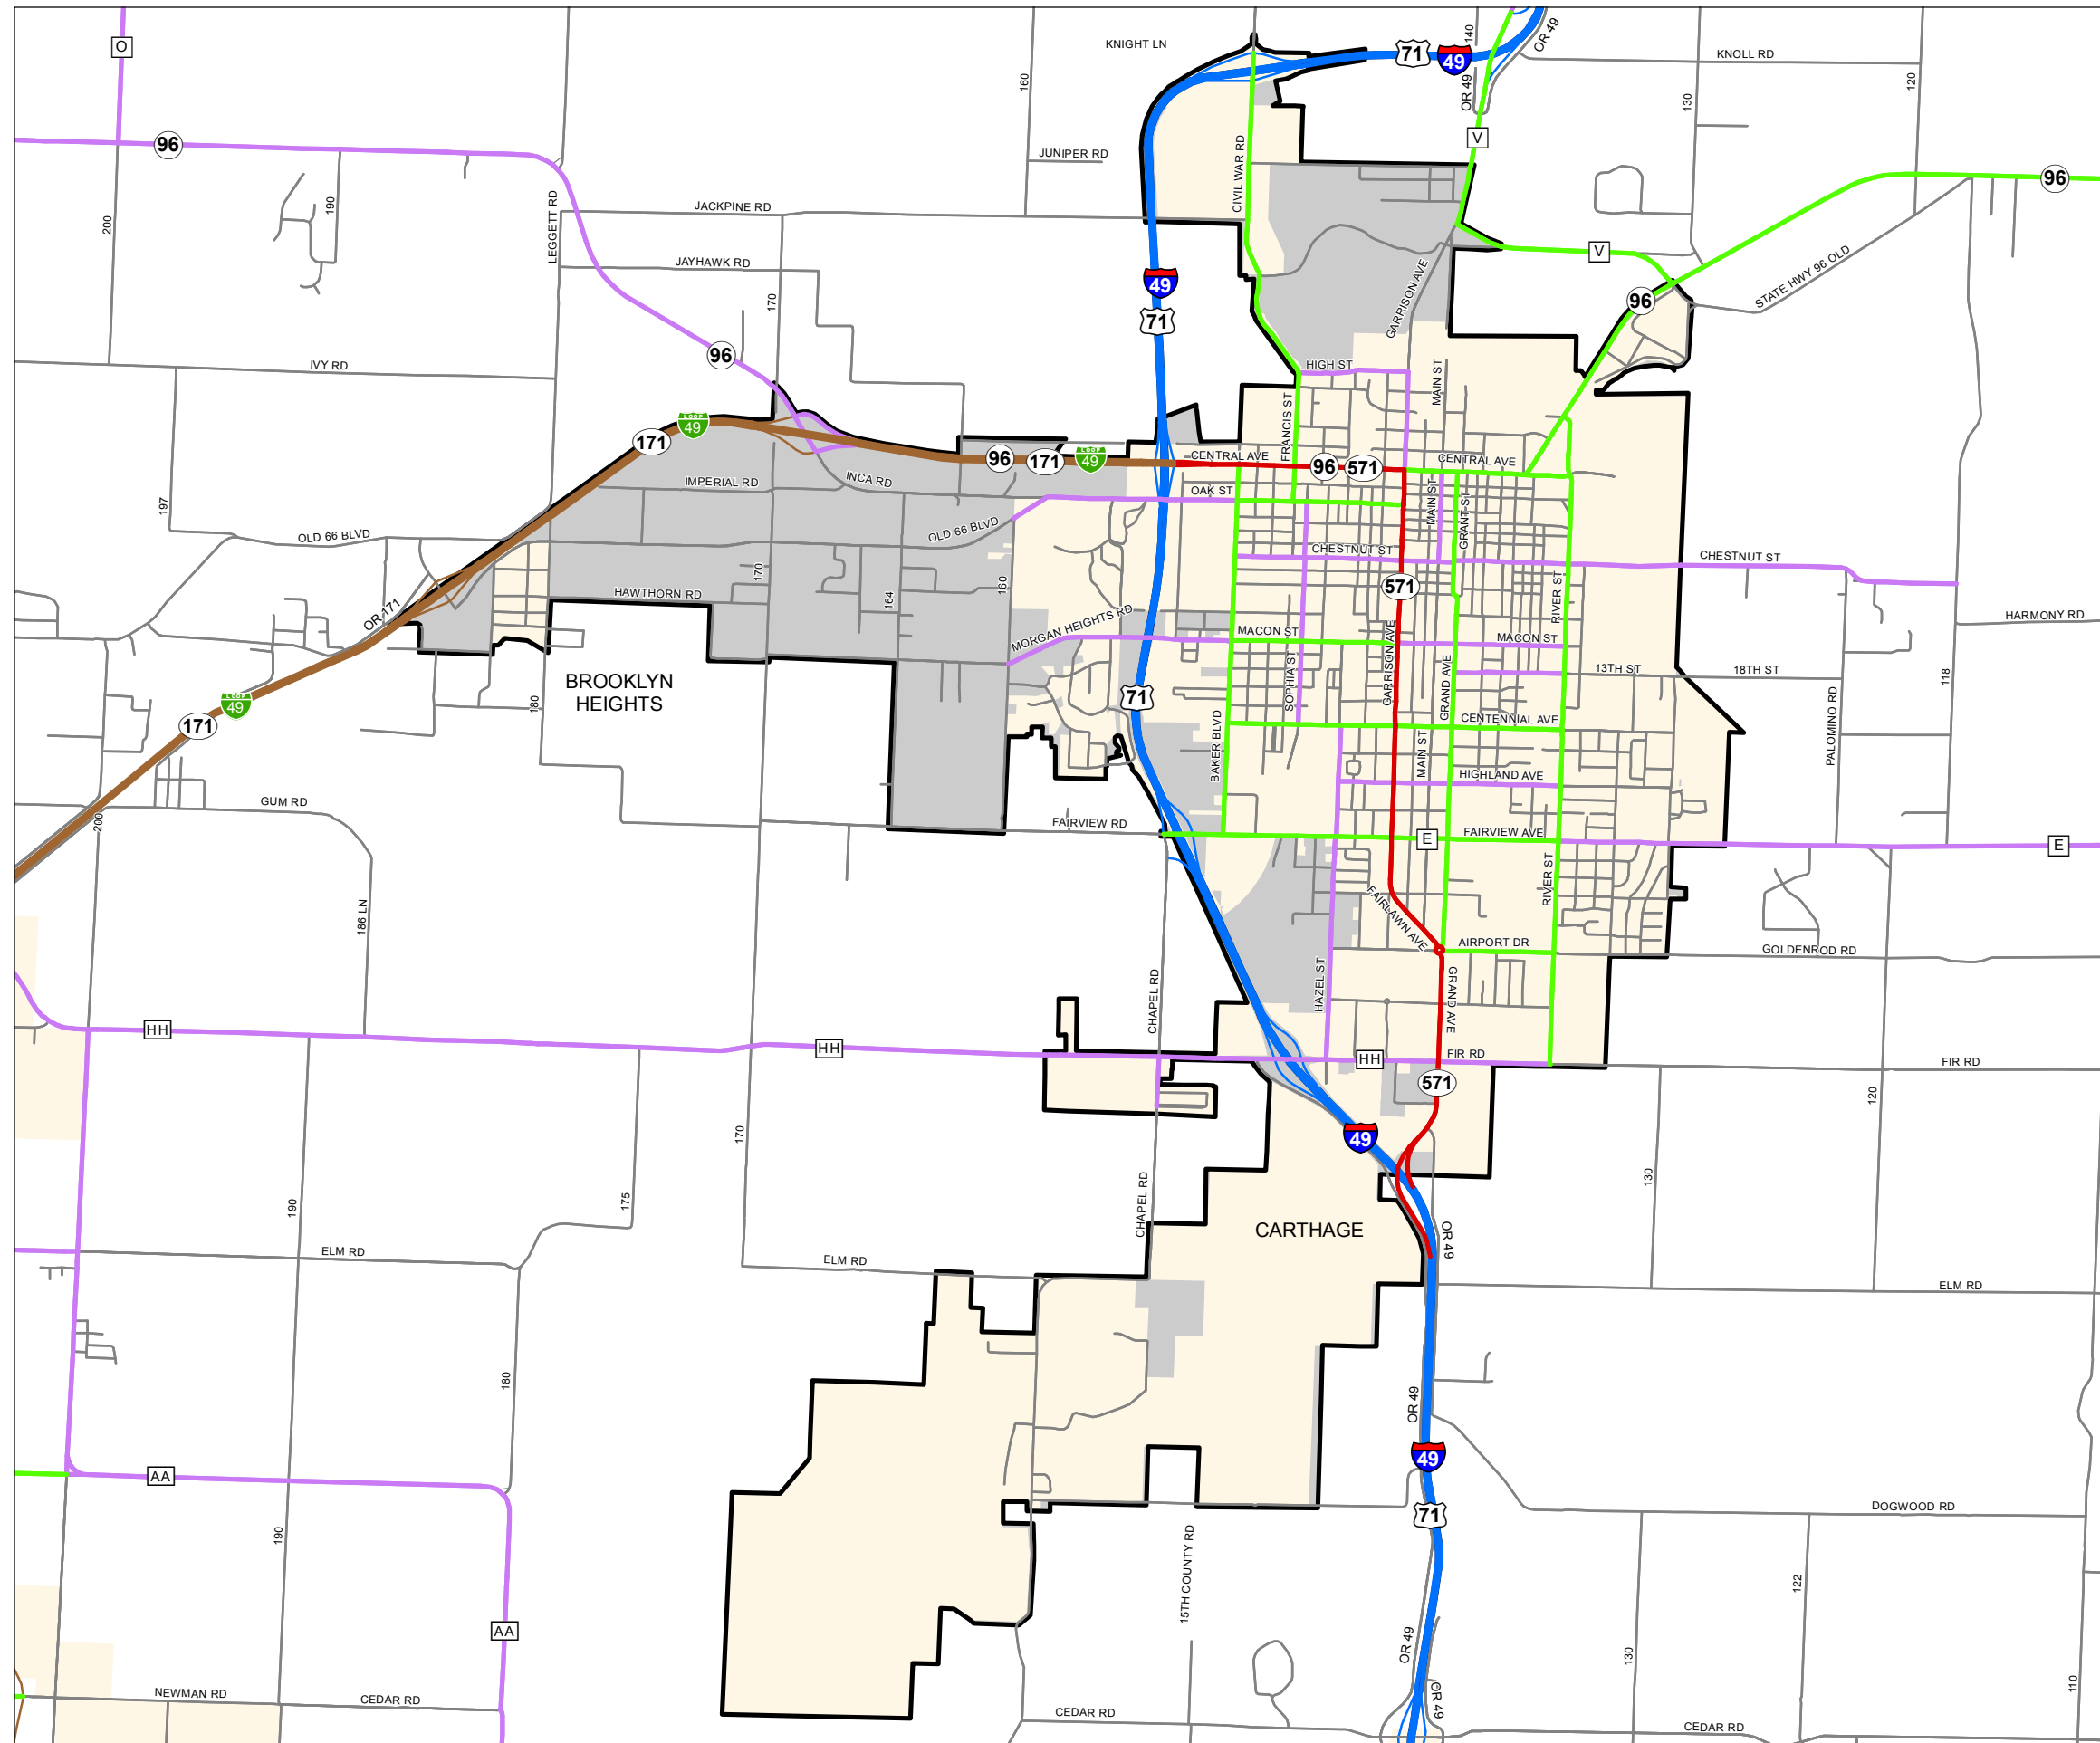 KNIGHT LN
71
49
140
OR 49
OR 49
KNOLL RD
O
160
130
120
96
V
JUNIPER RD
CIVIL WAR RD
96
190
200
LEGGETT RD
JACKPINE RD
JAYHAWK RD
170
49
71
GARRISON AVE
V
STATE HWY 96 OLD
96
96
IVY RD
HIGH ST
MAIN ST
FRANCIS ST
LOOP
49
171
96
171
LOOP
49
CENTRAL AVE
96
571
CENTRAL AVE
IMPERIAL RD
INCA RD
OAK ST
MAIN ST
GRANT ST
197
OLD 66 BLVD
OLD 66 BLVD
CHESTNUT ST
CHESTNUT ST
170
160
164
571
RIVER ST
HAWTHORN RD
OR 171
MORGAN HEIGHTS RD
MACON ST
MACON ST
HARMONY RD
GARRISON AVE
SOPHIA ST
GRAND AVE
13TH ST
18TH ST
118
BROOKLYN
HEIGHTS
180
LOOP
49
171
71
BAKER BLVD
CENTENNIAL AVE
MAIN ST
PALOMINO RD
HIGHLAND AVE
GUM RD
200
FAIRVIEW RD
E
FAIRVIEW AVE
E
186 LN
FAIRLAWN AVE
RIVER ST
AIRPORT DR
GOLDENROD RD
HAZEL ST
GRAND AVE
CHAPEL RD
HH
HH
HH
FIR RD
FIR RD
571
120
49
170
130
190
175
CHAPEL RD
CARTHAGE
OR 49
ELM RD
ELM RD
ELM RD
180
OR 49
49
AA
71
DOGWOOD RD
190
15TH COUNTY RD
122
AA
OR 49
130
110
NEWMAN RD
CEDAR RD
OR 49
CEDAR RD
CEDAR RD